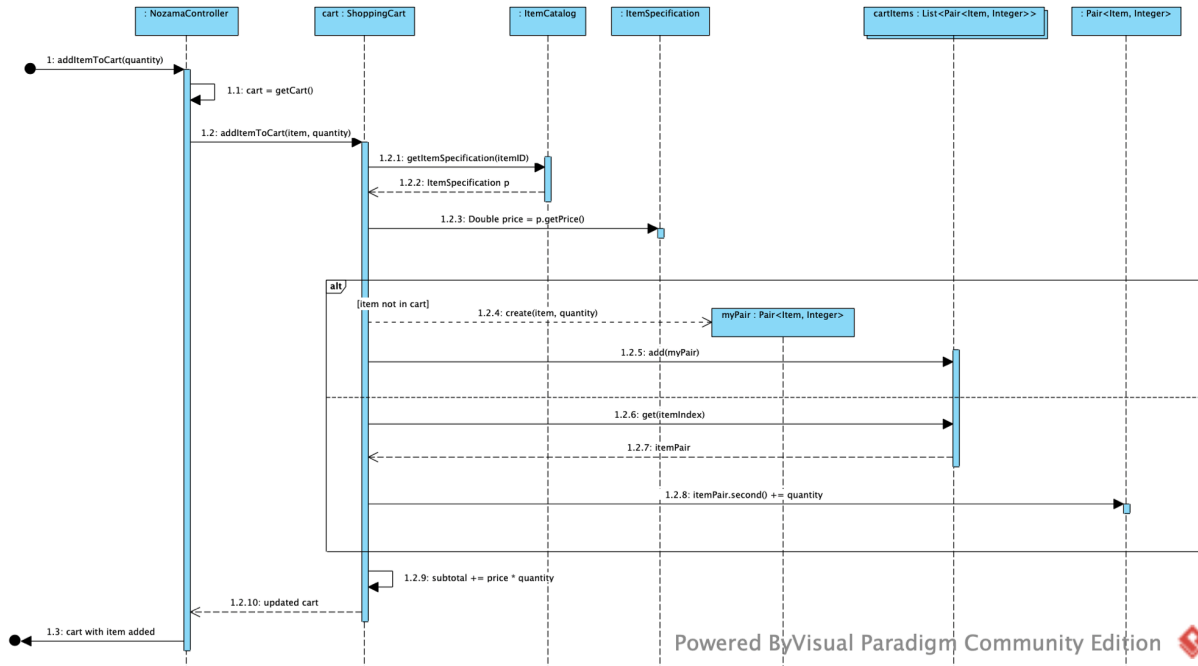 : NozamaController
cart : ShoppingCart
: ItemCatalog
: ItemSpecification
cartItems : List<Pair<Item, Integer>>
: Pair<Item, Integer>
1: addItemToCart(quantity)
1.1: cart = getCart()
1.2: addItemToCart(item, quantity)
1.2.1: getItemSpecification(itemID)
1.2.2: ItemSpecification p
1.2.3: Double price = p.getPrice()
alt
[item not in cart]
1.2.4: create(item, quantity)
myPair : Pair<Item, Integer>
1.2.5: add(myPair)
1.2.6: get(itemIndex)
1.2.7: itemPair
1.2.8: itemPair.second() += quantity
1.2.9: subtotal += price * quantity
1.2.10: updated cart
1.3: cart with item added
Powered ByVisual Paradigm Community Edition